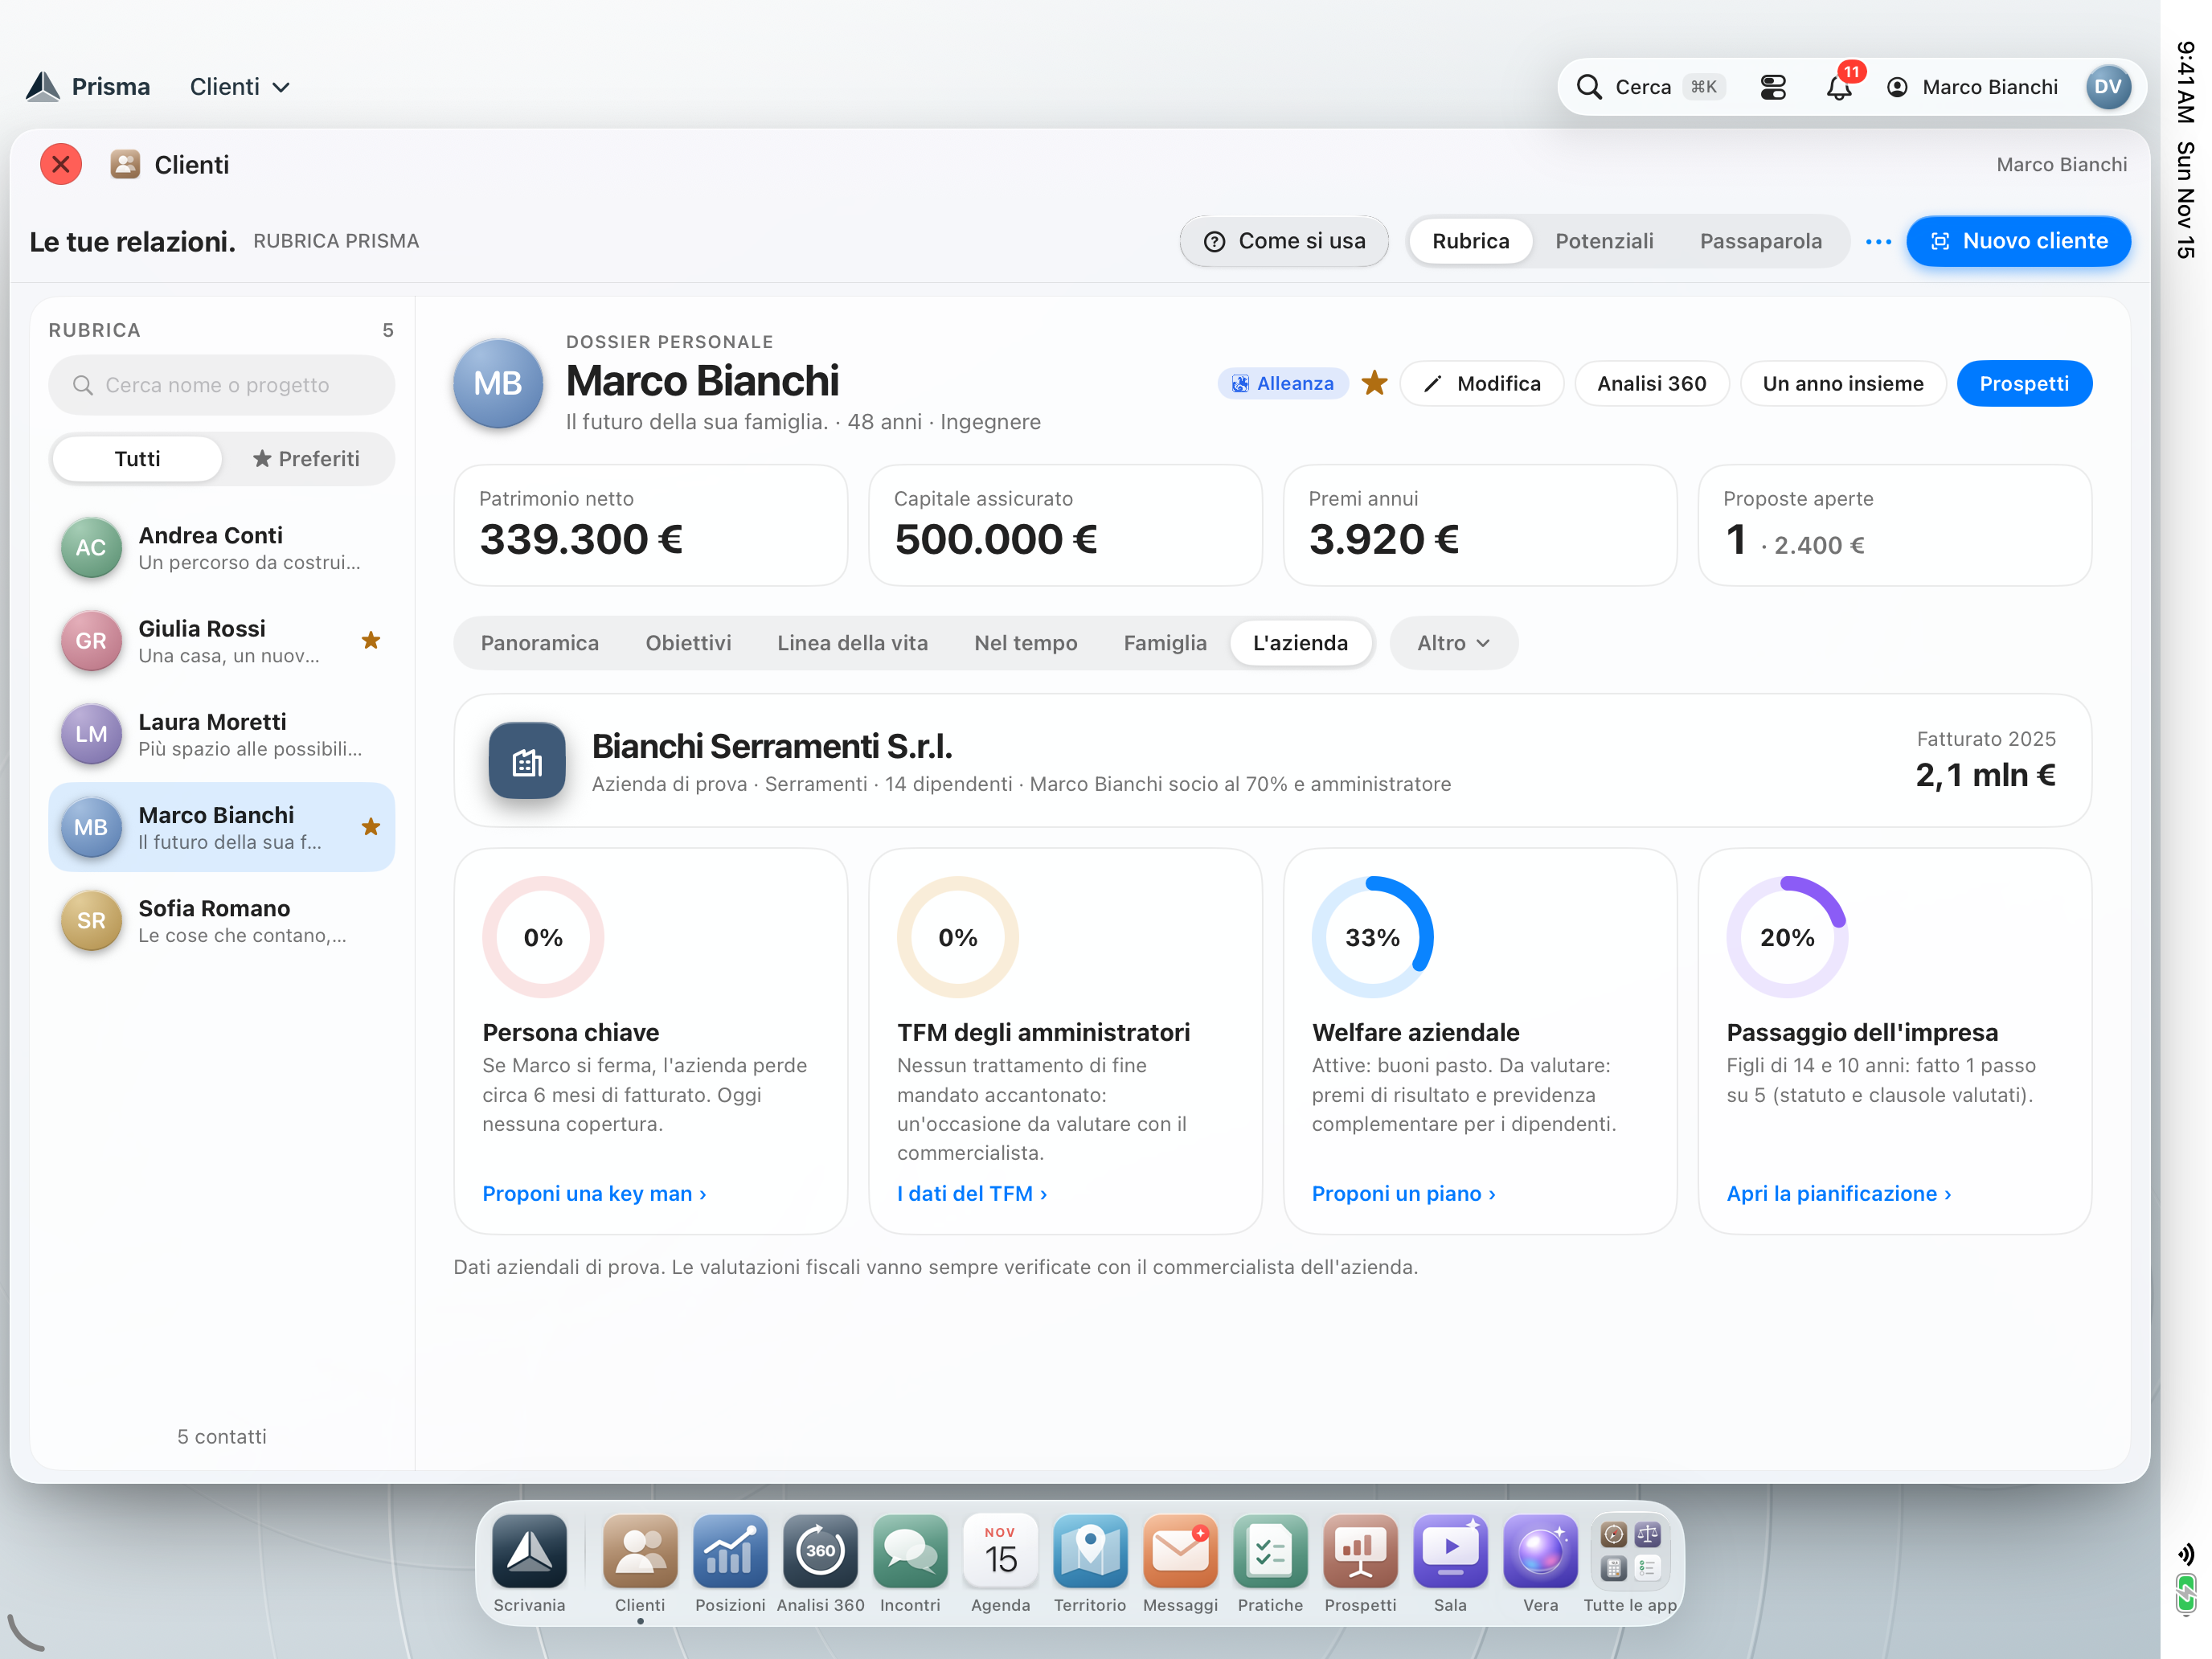 Prisma
Clienti
Cerca ⌘K
11
Marco Bianchi
DV
9:41 AM Sun Nov 15
Clienti
Marco Bianchi
Le tue relazioni.
RUBRICA PRISMA
Come si usa
Rubrica
Potenziali
Passaparola
Nuovo cliente
RUBRICA
5
Cerca nome o progetto
Tutti
Preferiti
AC
Andrea Conti
Un percorso da costrui...
GR
Giulia Rossi
Una casa, un nuov...
LM
Laura Moretti
Più spazio alle possibili...
MB
Marco Bianchi
Il futuro della sua f...
SR
Sofia Romano
Le cose che contano,...
5 contatti
MB
DOSSIER PERSONALE
Marco Bianchi
Il futuro della sua famiglia. · 48 anni · Ingegnere
Alleanza
Modifica
Analisi 360
Un anno insieme
Prospetti
Patrimonio netto
339.300 €
Capitale assicurato
500.000 €
Premi annui
3.920 €
Proposte aperte
1 · 2.400 €
Panoramica
Obiettivi
Linea della vita
Nel tempo
Famiglia
L'azienda
Altro
Bianchi Serramenti S.r.l.
Azienda di prova · Serramenti · 14 dipendenti · Marco Bianchi socio al 70% e amministratore
Fatturato 2025
2,1 mln €
0%
Persona chiave
Se Marco si ferma, l'azienda perde
circa 6 mesi di fatturato. Oggi
nessuna copertura.
Proponi una key man ›
0%
TFM degli amministratori
Nessun trattamento di fine
mandato accantonato:
un'occasione da valutare con il
commercialista.
I dati del TFM ›
33%
Welfare aziendale
Attive: buoni pasto. Da valutare:
premi di risultato e previdenza
complementare per i dipendenti.
Proponi un piano ›
20%
Passaggio dell'impresa
Figli di 14 e 10 anni: fatto 1 passo
su 5 (statuto e clausole valutati).
Apri la pianificazione ›
Dati aziendali di prova. Le valutazioni fiscali vanno sempre verificate con il commercialista dell'azienda.
360
NOV
15
Scrivania
Clienti
Posizioni
Analisi 360
Incontri
Agenda
Territorio
Messaggi
Pratiche
Prospetti
Sala
Vera
Tutte le app